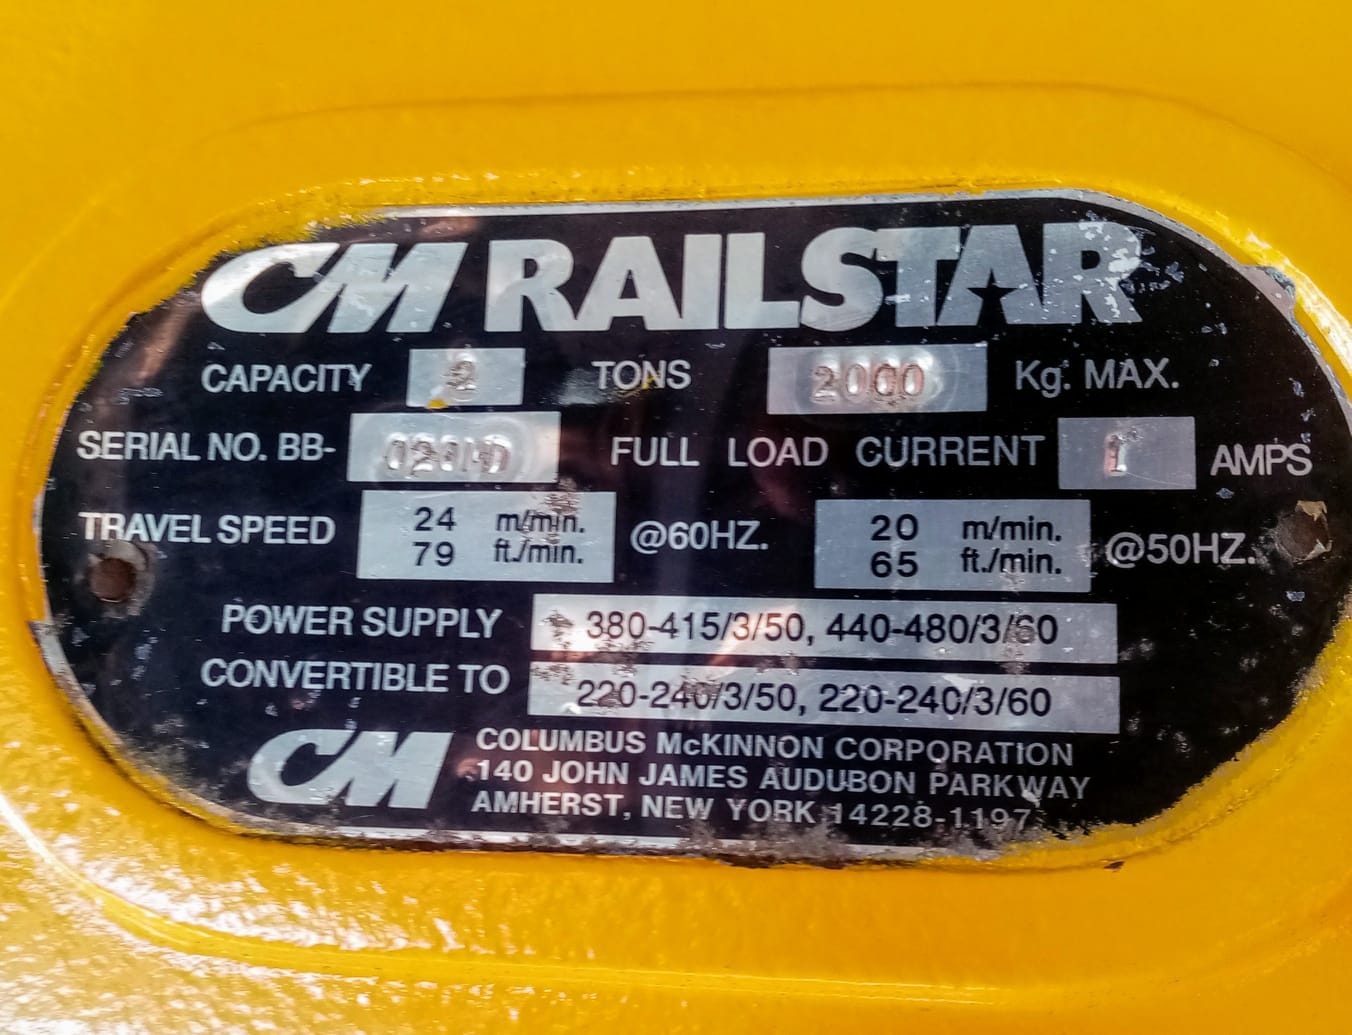 CM RAILSTAR
CAPACITY 2 TONS 2000 Kg. MAX.
SERIAL NO. BB- FULL LOAD CURRENT 1 AMPS
TRAVEL SPEED 24 m/min. @60HZ. 20 m/min. @50HZ.
79 ft./min. 65 ft./min.
POWER SUPPLY 380-415/3/50, 440-480/3/60
CONVERTIBLE TO 220-240/3/50, 220-240/3/60
CM COLUMBUS McKINNON CORPORATION
140 JOHN JAMES AUDUBON PARKWAY
AMHERST, NEW YORK 14228-1197